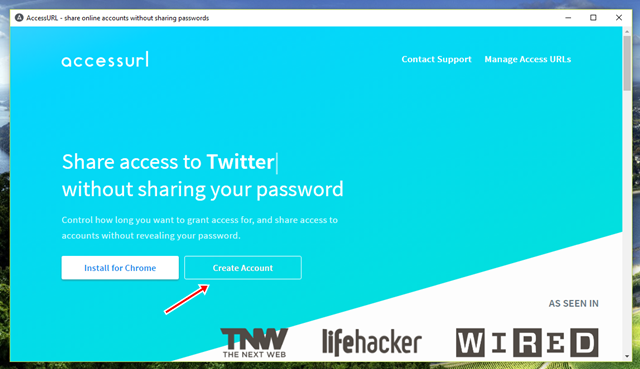 AccessURL - share online accounts without sharing passwords
accessurl
Contact Support
Manage Access URLs
Share access to Twitter
without sharing your password
Control how long you want to grant access for, and share access to
accounts without revealing your password.
Install for Chrome
Create Account
AS SEEN IN
TNW
THE NEXT WEB
lifehacker
WIRED